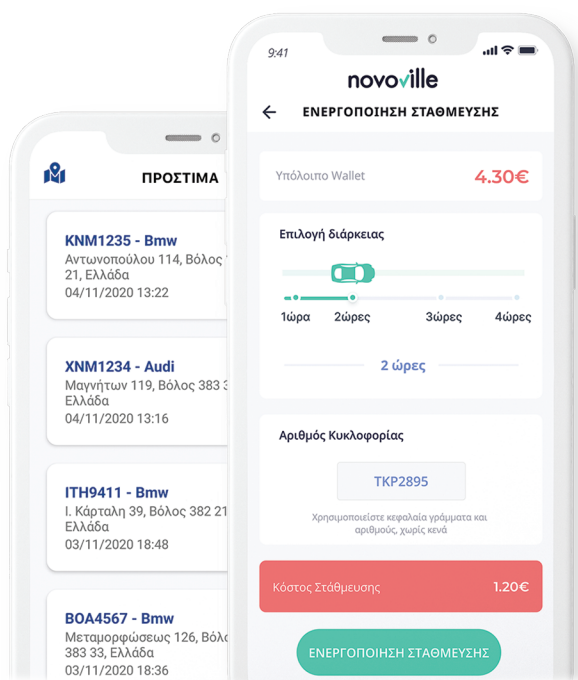 ΠΡΟΣΤΙΜΑ
KNM1235 - Bmw
Αντωνοπούλου 114, Βόλος
21, Ελλάδα
04/11/2020 13:22
XNM1234 - Audi
Μαγνήτων 119, Βόλος 383
Ελλάδα
04/11/2020 13:16
ITH9411 - Bmw
Ι. Κάρταλη 39, Βόλος 382 21
Ελλάδα
03/11/2020 18:48
BOA4567 - Bmw
Μεταμορφώσεως 126,
383 33, Ελλάδα
03/11/2020 18:36
9:41
novoville
ΕΝΕΡΓΟΠΟΙΗΣΗ ΣΤΑΘΜΕΥΣΗΣ
Υπόλοιπο Wallet 4.30€
Επιλογή διάρκειας
1ώρα 2ώρες 3ώρες 4ώρες
2 ώρες
Αριθμός Κυκλοφορίας
TKP2895
Χρησιμοποιείστε κεφαλαία γράμματα και
αριθμούς, χωρίς κενά
Κόστος Στάθμευσης 1.20€
ΕΝΕΡΓΟΠΟΙΗΣΗ ΣΤΑΘΜΕΥΣΗΣ